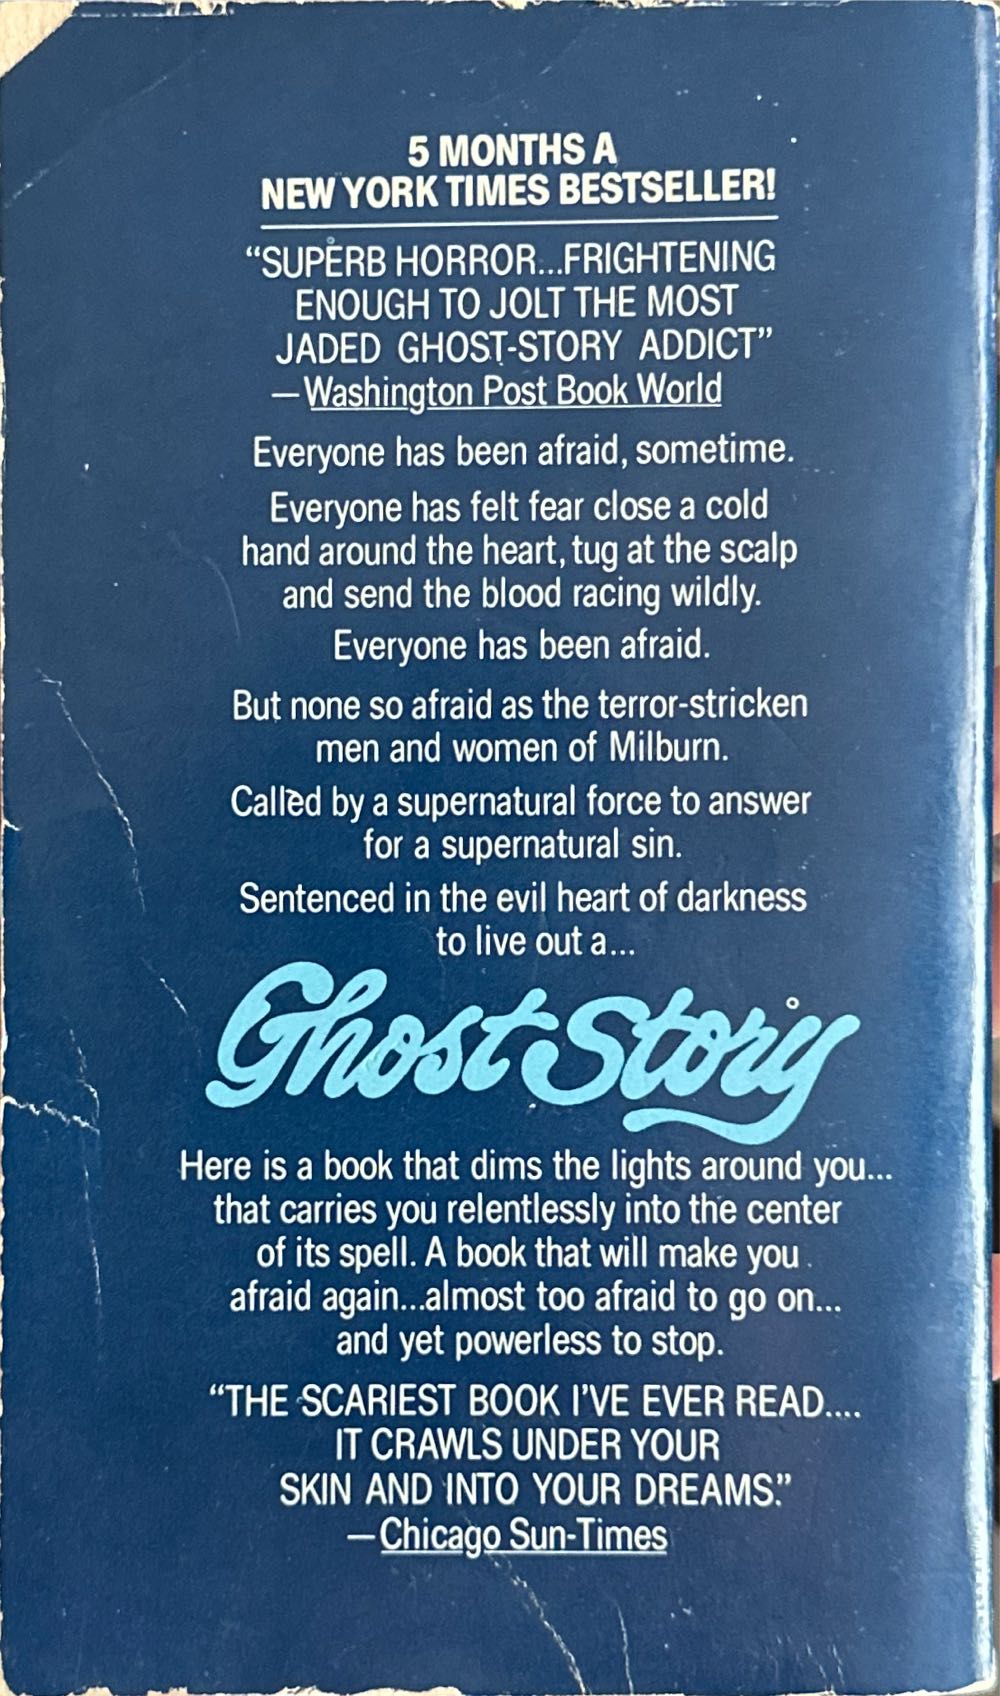 5 MONTHS A
NEW YORK TIMES BESTSELLER!
“SUPERB HORROR...FRIGHTENING
ENOUGH TO JOLT THE MOST
JADED GHOST-STORY ADDICT”
—Washington Post Book World
Everyone has been afraid, sometime.
Everyone has felt fear close a cold
hand around the heart, tug at the scalp
and send the blood racing wildly.
Everyone has been afraid.
But none so afraid as the terror-stricken
men and women of Milburn.
Called by a supernatural force to answer
for a supernatural sin.
Sentenced in the evil heart of darkness
to live out a...
Ghost Story
Here is a book that dims the lights around you...
that carries you relentlessly into the center
of its spell. A book that will make you
afraid again...almost too afraid to go on...
and yet powerless to stop.
“THE SCARIEST BOOK I'VE EVER READ....
IT CRAWLS UNDER YOUR
SKIN AND INTO YOUR DREAMS.”
—Chicago Sun-Times